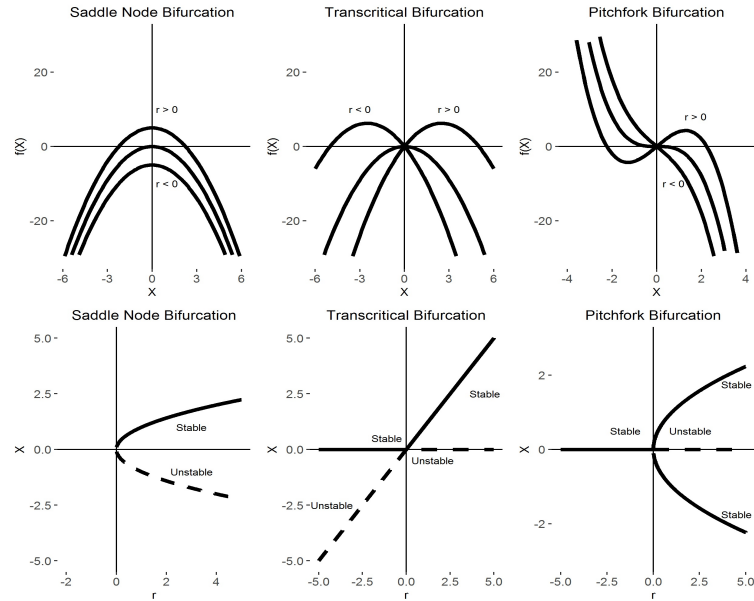 Saddle Node Bifurcation
Transcritical Bifurcation
Pitchfork Bifurcation
f(X)
20
0
-20
r > 0
r < 0
-6
-3
0
3
6
X
f(X)
20
0
-20
r < 0
r > 0
-6
-3
0
3
6
X
f(X)
20
0
-20
r > 0
r < 0
-4
-2
0
2
4
X
Saddle Node Bifurcation
Transcritical Bifurcation
Pitchfork Bifurcation
X
5.0
2.5
0.0
-2.5
-5.0
Stable
Unstable
-2
0
2
4
r
X
5.0
2.5
0.0
-2.5
-5.0
Stable
Stable
Unstable
Unstable
-5.0
-2.5
0.0
2.5
5.0
r
X
2
0
-2
Stable
Stable
Unstable
Stable
-5.0
-2.5
0.0
2.5
5.0
r